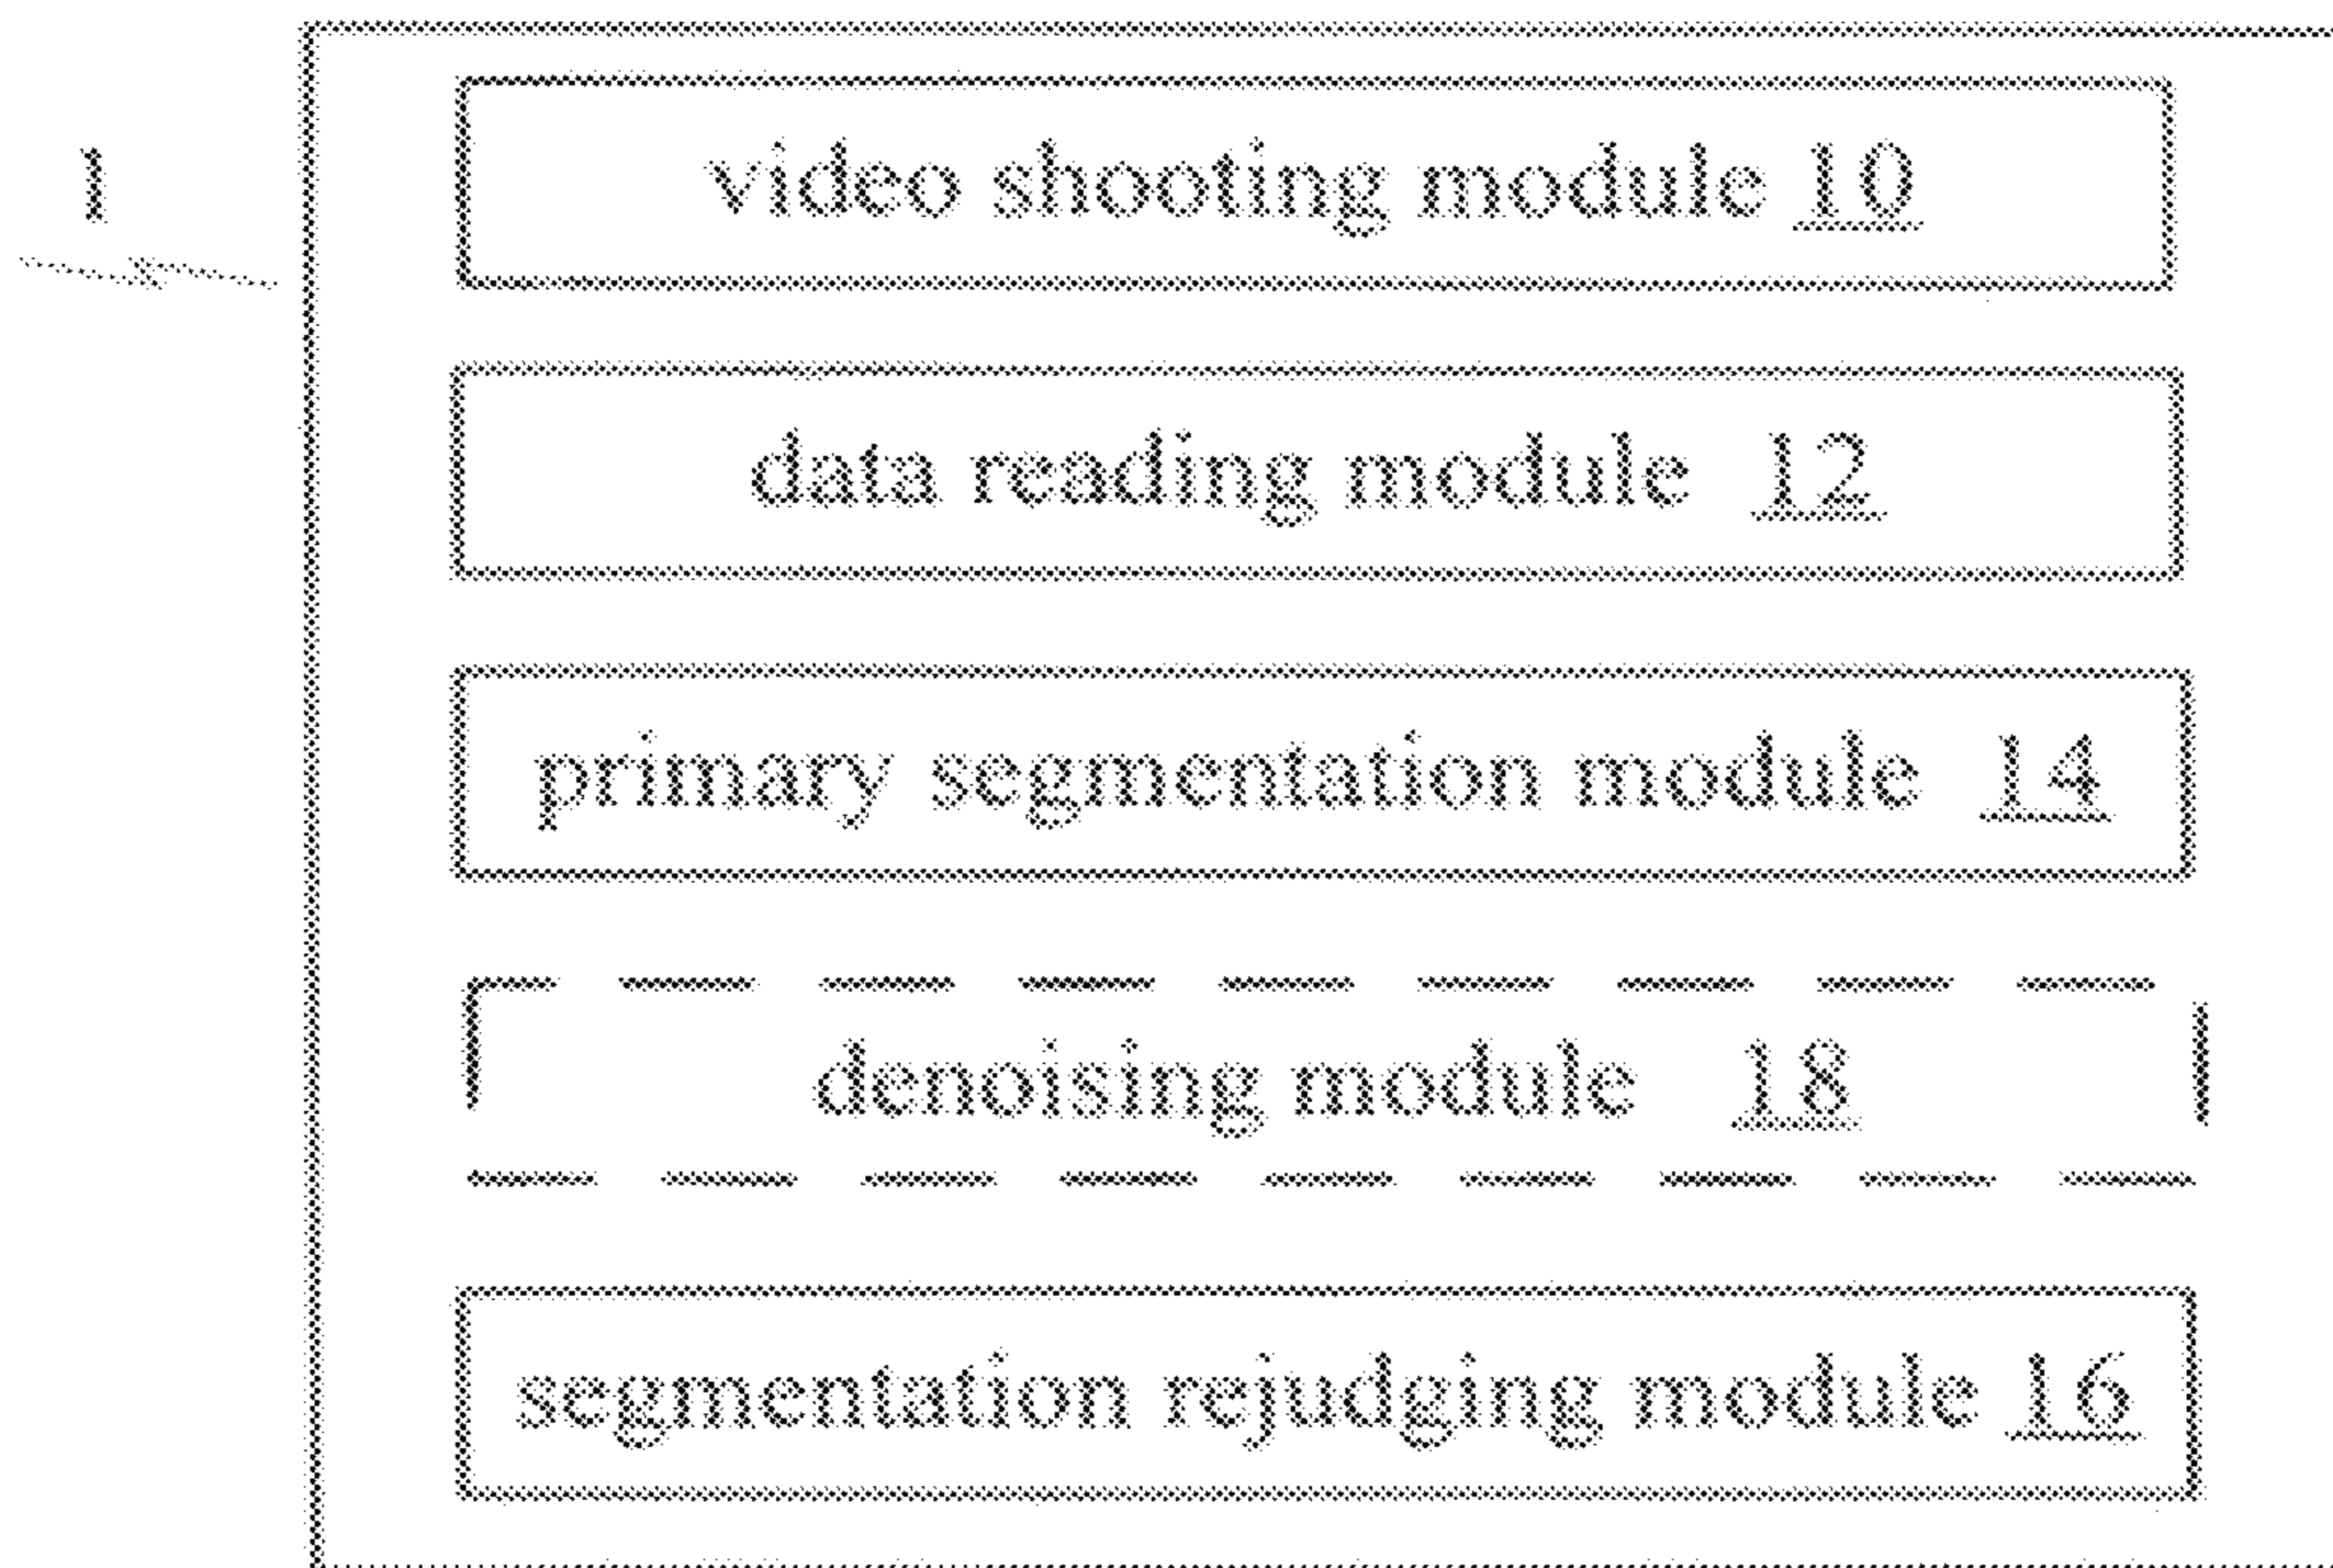 1
video shooting module 10
data reading module 12
primary segmentation module 14
denoising module 18
segmentation rejudging module 16